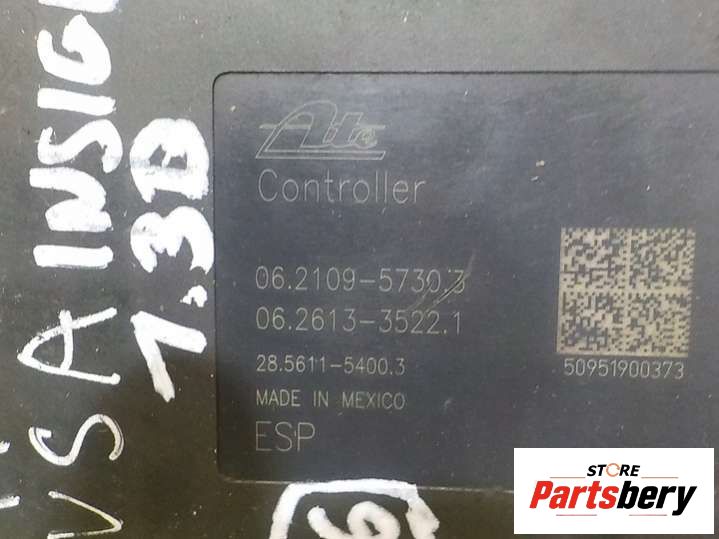 INSIG
1.3D
VSA
Ate
Controller
06.2109-5730.3
06.2613-3522.1
28.5611-5400.3
50951900373
MADE IN MEXICO
ESP
6
STORE
Partsbery